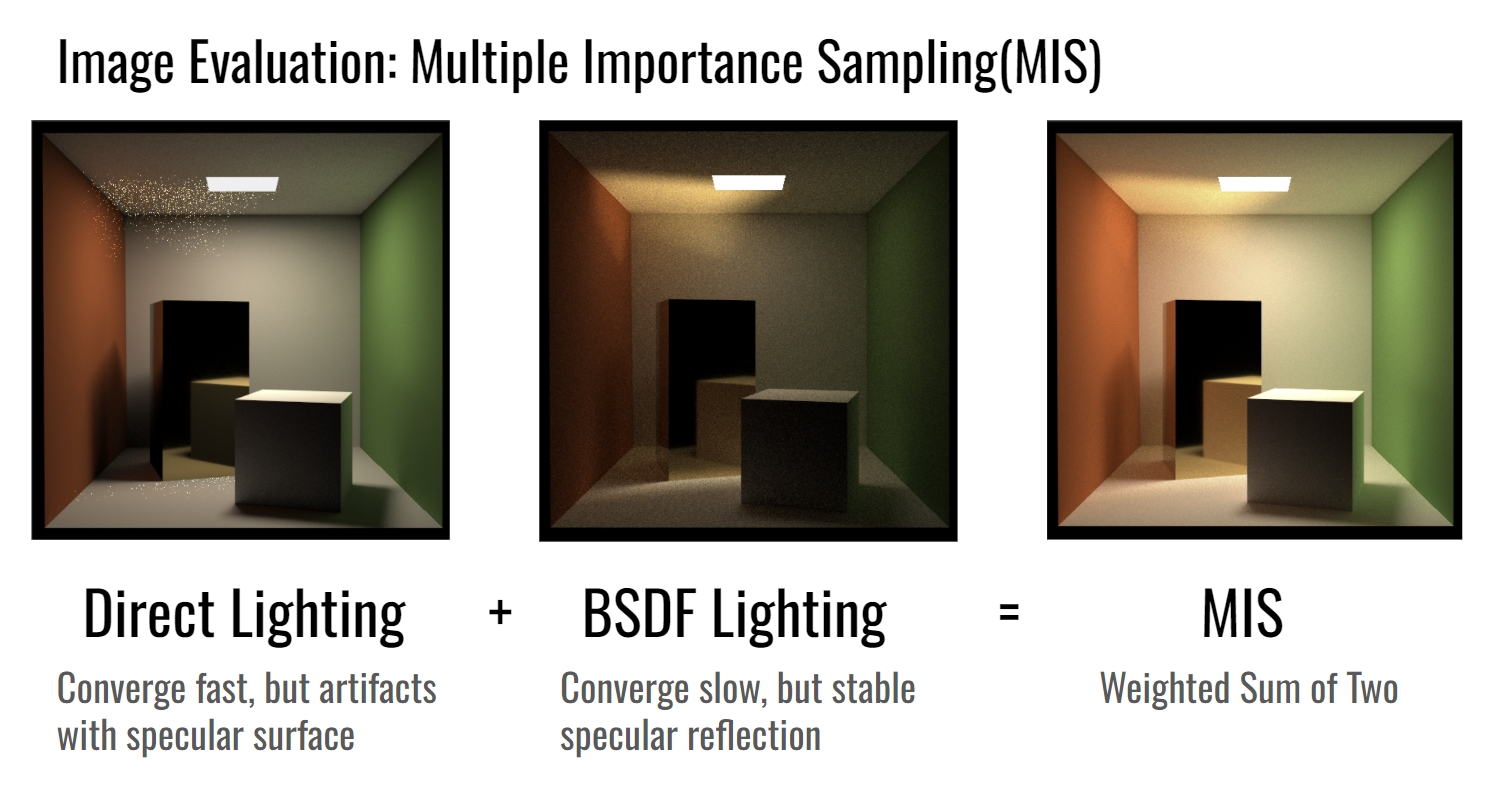 Image Evaluation: Multiple Importance Sampling(MIS)
Direct Lighting + BSDF Lighting = MIS
Converge fast, but artifacts
with specular surface
Converge slow, but stable
specular reflection
Weighted Sum of Two